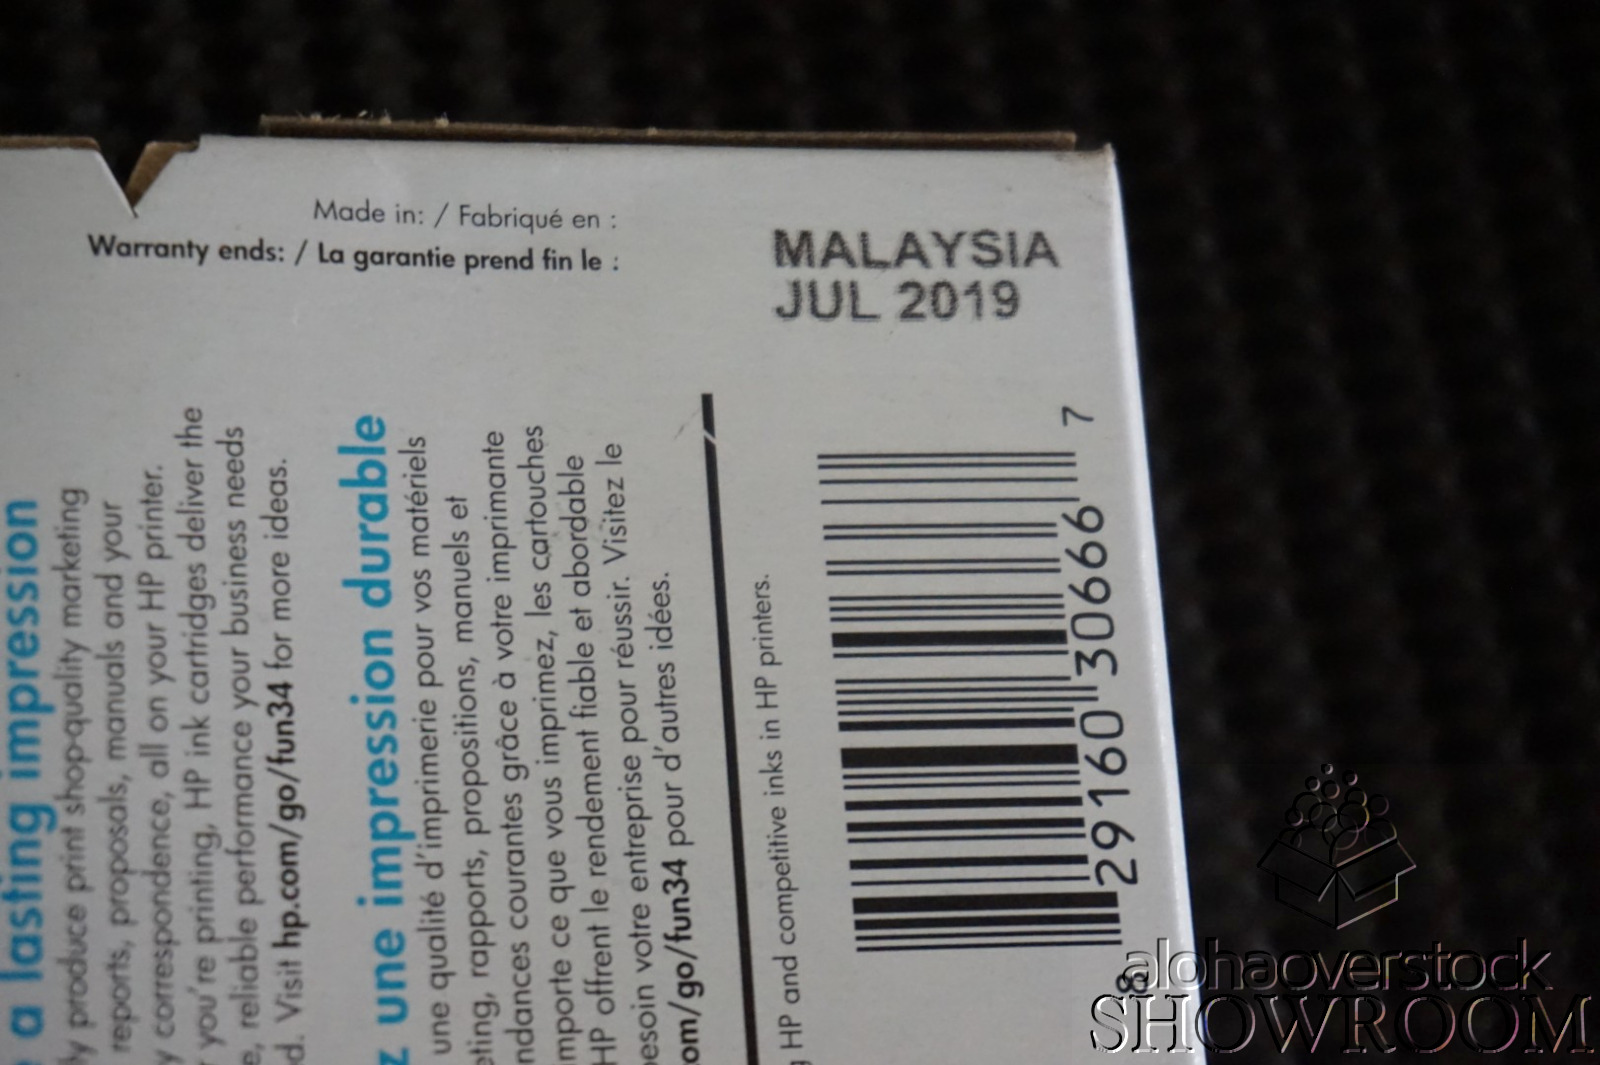 Made in: / Fabriqué en :
MALAYSIA
Warranty ends: / La garantie prend fin le :
JUL 2019
a lasting impression
produce print shop-quality marketing
reports, proposals, manuals and your
correspondence, all on your HP printer.
you're printing, HP ink cartridges deliver the
reliable performance your business needs
Visit hp.com/go/fun34 for more ideas.
une impression durable
une qualité d'imprimerie pour vos matériels
rapports, propositions, manuels et
courantes grâce à votre imprimante
ce que vous imprimez, les cartouches
HP offrent le rendement fiable et abordable
votre entreprise pour réussir. Visitez le
om/go/fun34 pour d'autres idées.
HP and competitive inks in HP printers.
8 29160 30666 7
alohaoverstock
SHOWROOM